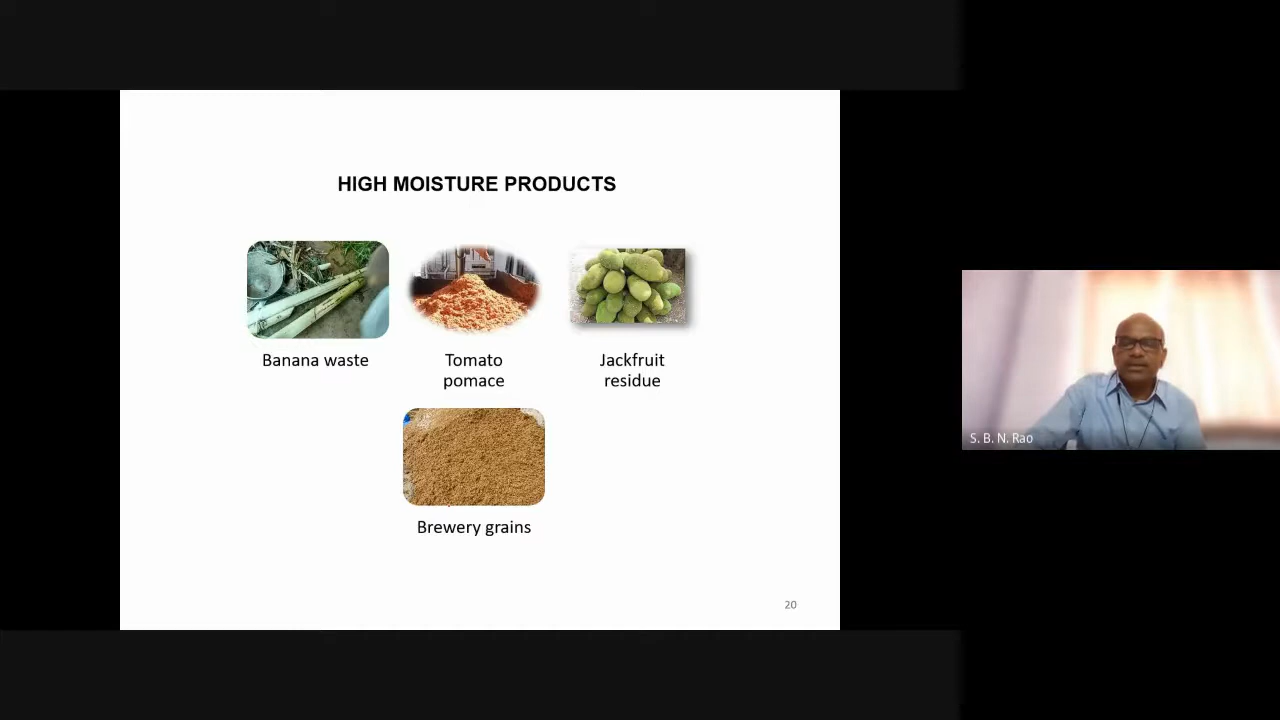 HIGH MOISTURE PRODUCTS
Banana waste
Tomato
pomace
Jackfruit
residue
Brewery grains
20
S. B. N. Rao